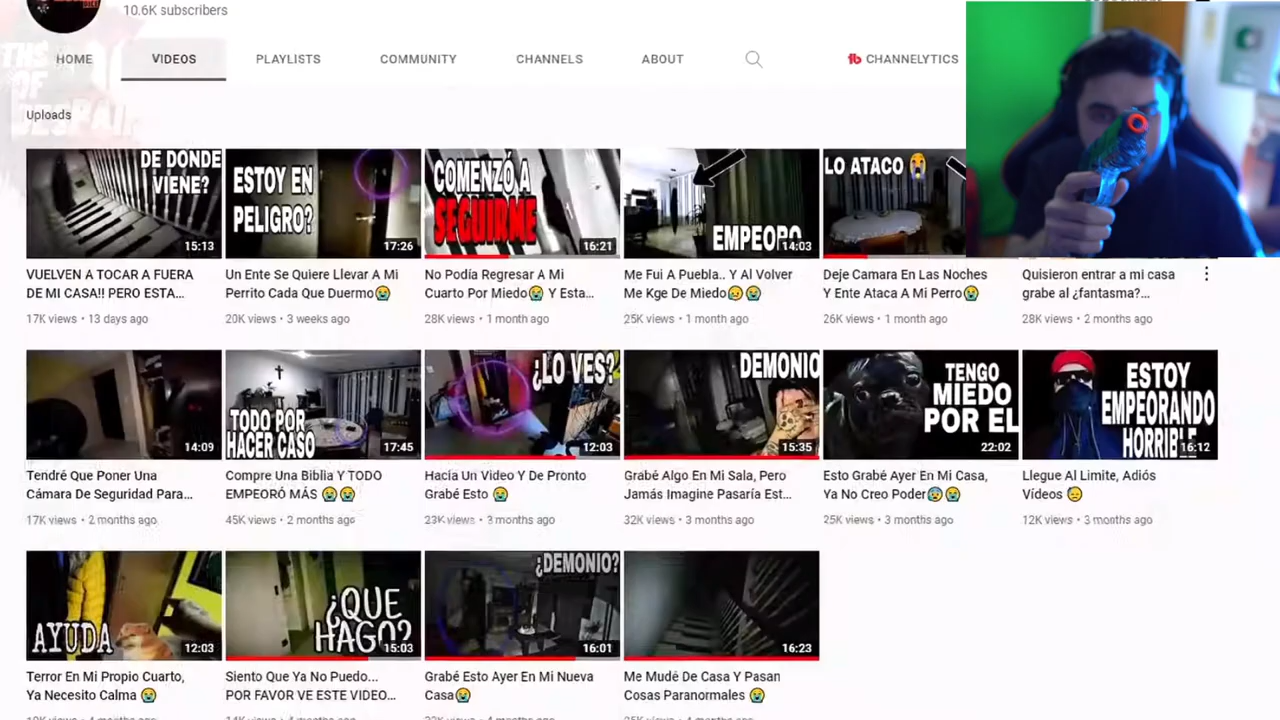 10.6K subscribers
THS
OF
DESPAIR
HOME VIDEOS PLAYLISTS COMMUNITY CHANNELS ABOUT CHANNELYTICS
Uploads
DE DONDE
VIENE?
15:13
ESTOY EN
PELIGRO?
17:26
COMENZÓ A
SEGUIRME
16:21
EMPEORO
14:03
LO ATACO 😭
VUELVEN A TOCAR A FUERA
DE MI CASA!! PERO ESTA...
17K views • 13 days ago
Un Ente Se Quiere Llevar A Mi
Perrito Cada Que Duermo😭
20K views • 3 weeks ago
No Podía Regresar A Mi
Cuarto Por Miedo😭 Y Esta...
28K views • 1 month ago
Me Fui A Puebla.. Y Al Volver
Me Kge De Miedo😥😭
25K views • 1 month ago
Deje Camara En Las Noches
Y Ente Ataca A Mi Perro😭
26K views • 1 month ago
Quisieron entrar a mi casa
grabe al ¿fantasma?...
28K views • 2 months ago
14:09
TODO POR
HACER CASO
17:45
¿LO VES?
12:03
DEMONIO
15:35
TENGO
MIEDO
POR EL
22:02
ESTOY
EMPEORANDO
HORRIBLE
16:12
Tendré Que Poner Una
Cámara De Seguridad Para...
17K views • 2 months ago
Compre Una Biblia Y TODO
EMPEORÓ MÁS 😭😭
45K views • 2 months ago
Hacía Un Video Y De Pronto
Grabé Esto 😭
23K views • 3 months ago
Grabé Algo En Mi Sala, Pero
Jamás Imagine Pasaría Est...
32K views • 3 months ago
Esto Grabé Ayer En Mi Casa,
Ya No Creo Poder😰😭
25K views • 3 months ago
Llegue Al Limite, Adiós
Vídeos 😓
12K views • 3 months ago
AYUDA
12:03
¿QUE
HAGO?
15:03
¿DEMONIO?
16:01
16:23
Terror En Mi Propio Cuarto,
Ya Necesito Calma 😭
Siento Que Ya No Puedo...
POR FAVOR VE ESTE VIDEO...
Grabé Esto Ayer En Mi Nueva
Casa😭
Me Mudé De Casa Y Pasan
Cosas Paranormales 😭